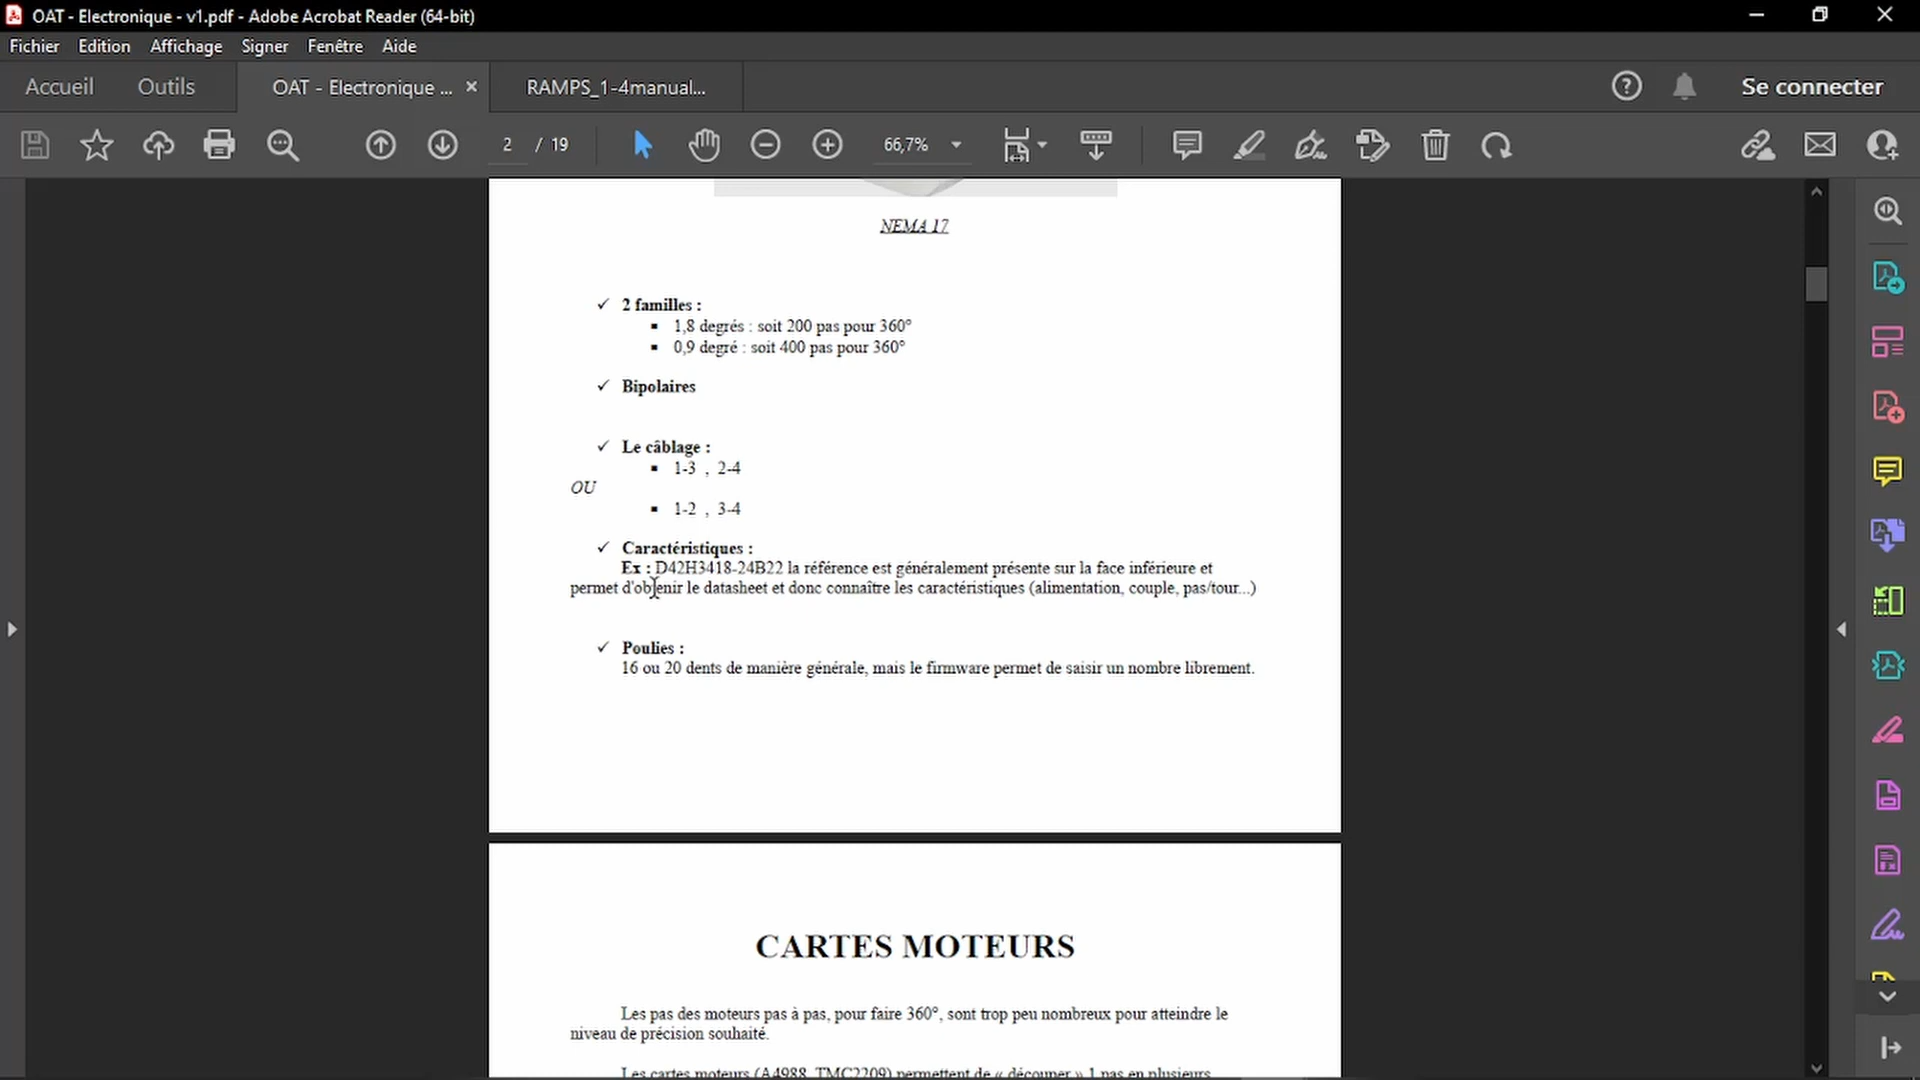 OAT - Electronique - v1.pdf - Adobe Acrobat Reader (64-bit)
Fichier Edition Affichage Signer Fenêtre Aide
Accueil Outils OAT - Electronique ... RAMPS_1-4manual... Se connecter
2 / 19 66,7%
NEMA 17
✓ 2 familles :
▪ 1,8 degrés : soit 200 pas pour 360°
▪ 0,9 degré : soit 400 pas pour 360°
✓ Bipolaires
✓ Le câblage :
▪ 1-3 , 2-4
OU
▪ 1-2 , 3-4
✓ Caractéristiques :
Ex : D42H3418-24B22 la référence est généralement présente sur la face inférieure et
permet d'obtenir le datasheet et donc connaître les caractéristiques (alimentation, couple, pas/tour...)
✓ Poulies :
16 ou 20 dents de manière générale, mais le firmware permet de saisir un nombre librement.
CARTES MOTEURS
Les pas des moteurs pas à pas, pour faire 360°, sont trop peu nombreux pour atteindre le
niveau de précision souhaité.
Les cartes moteurs (A4988, TMC2209) permettent de « découper » 1 pas en plusieurs